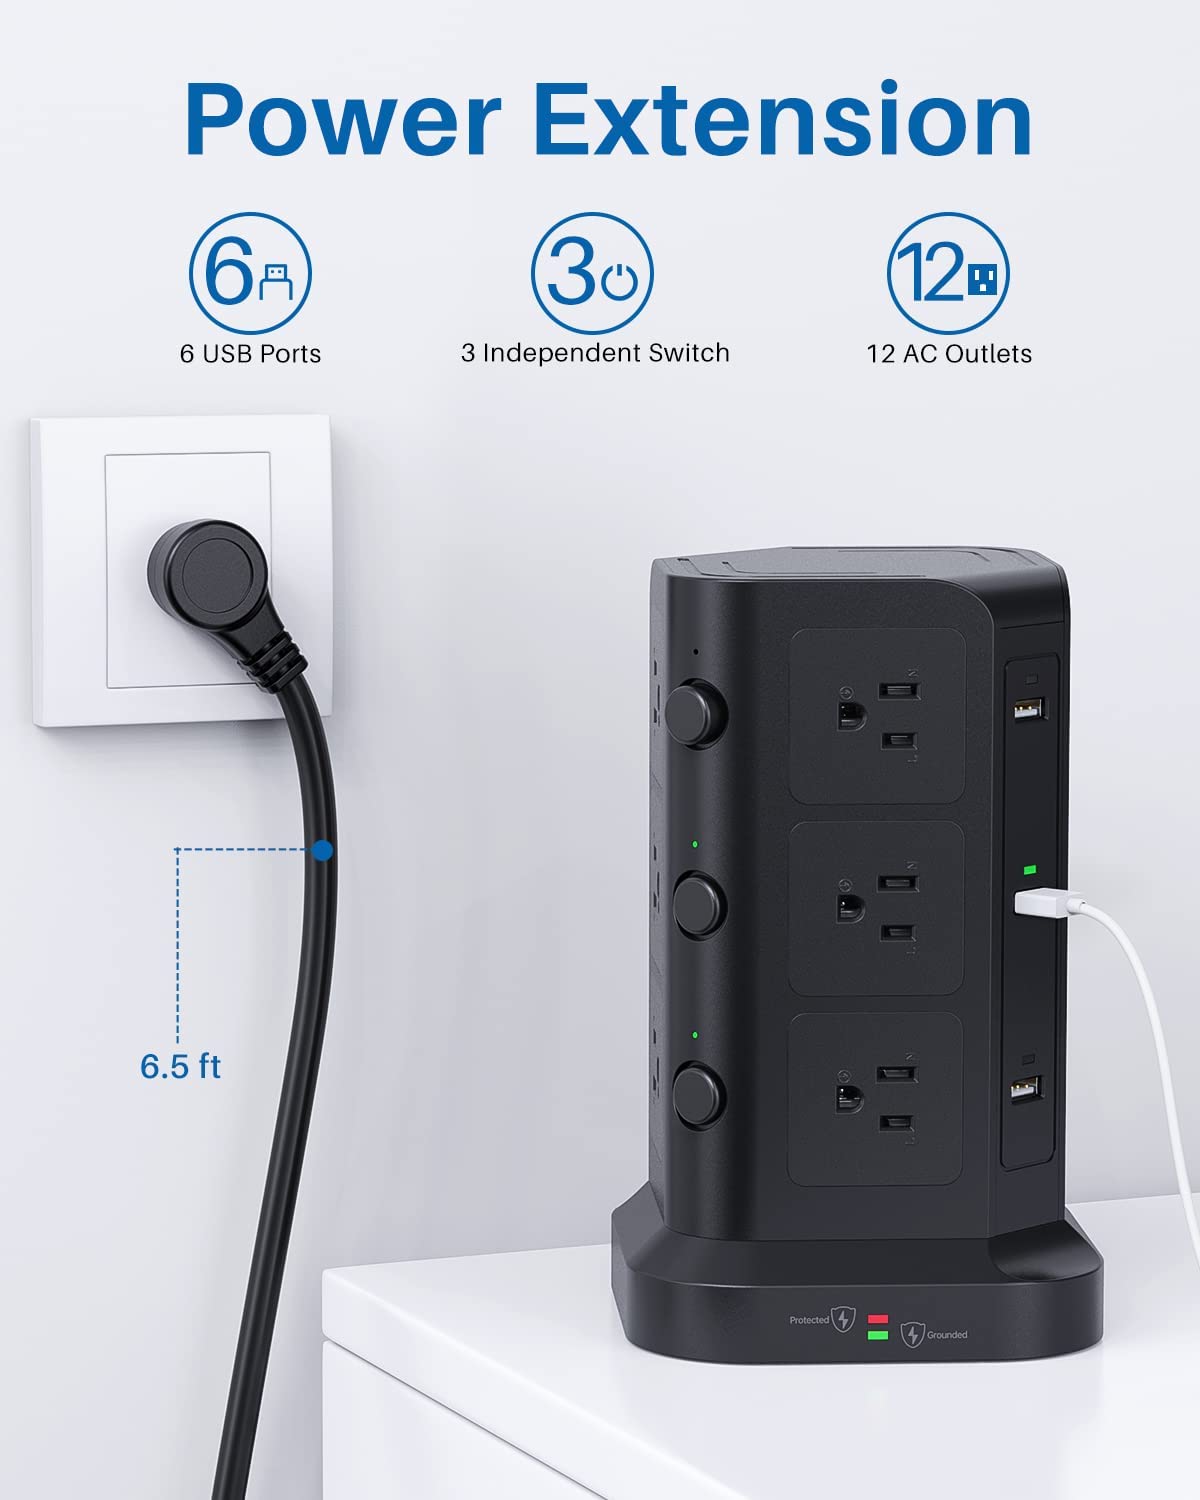 Power Extension
6
3
12
6 USB Ports
3 Independent Switch
12 AC Outlets
6.5 ft
N
L
N
L
N
L
Protected
Grounded